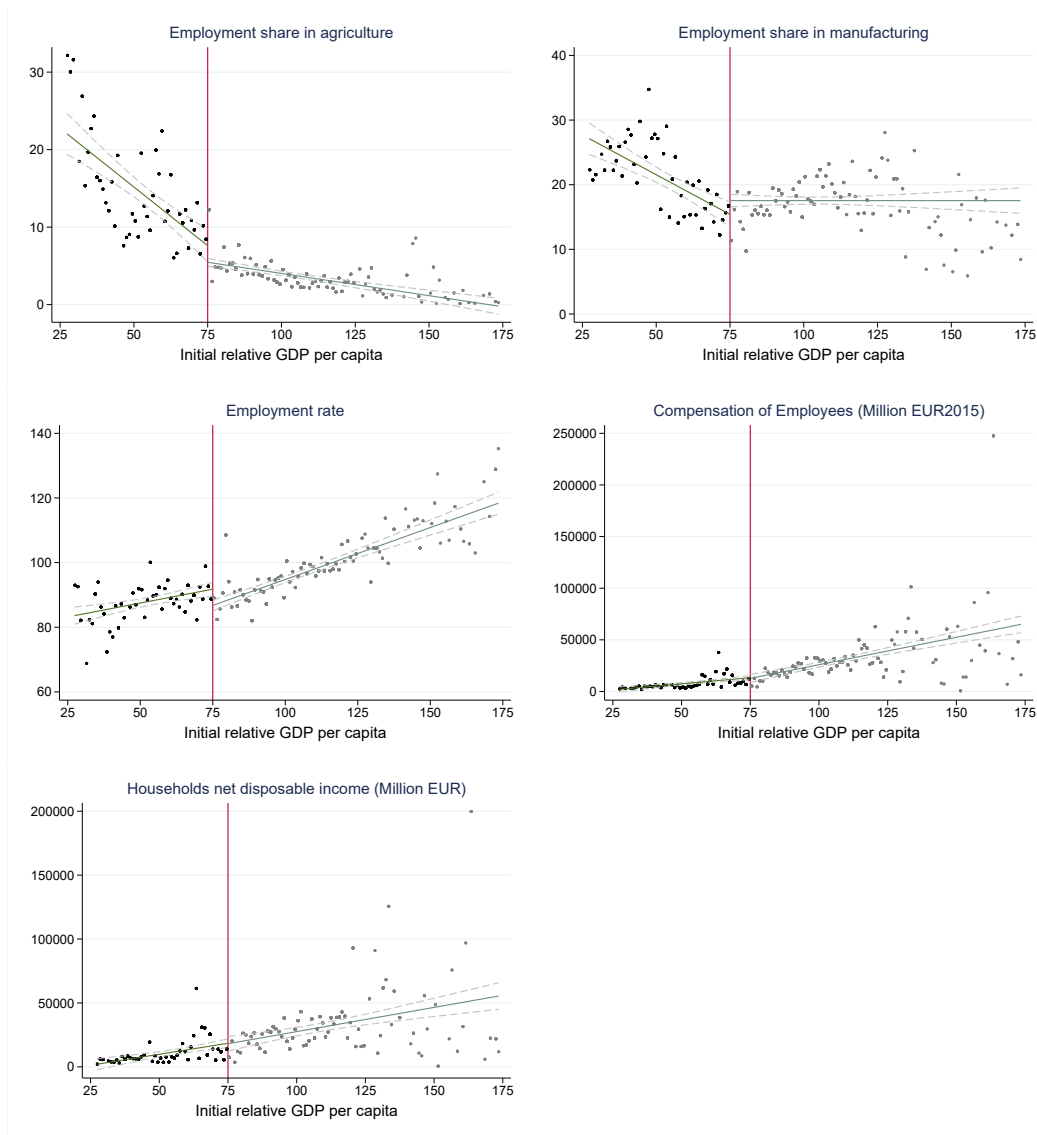 Employment share in agriculture
30
20
10
0
25 50 75 100 125 150 175
Initial relative GDP per capita
Employment share in manufacturing
40
30
20
10
0
25 50 75 100 125 150 175
Initial relative GDP per capita
Employment rate
140
120
100
80
60
25 50 75 100 125 150 175
Initial relative GDP per capita
Compensation of Employees (Million EUR2015)
250000
200000
150000
100000
50000
0
25 50 75 100 125 150 175
Initial relative GDP per capita
Households net disposable income (Million EUR)
200000
150000
100000
50000
0
25 50 75 100 125 150 175
Initial relative GDP per capita